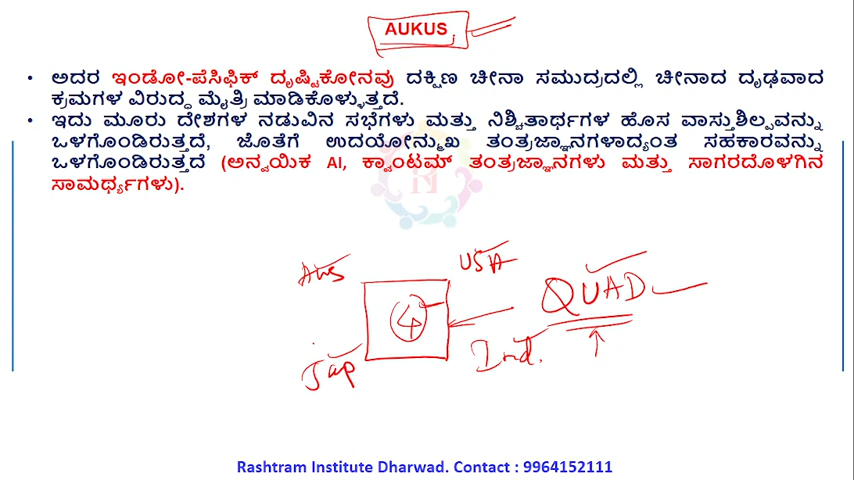 AUKUS
• ಅದರ ಇಂಡೋ-ಪೆಸಿಫಿಕ್ ದೃಷ್ಟಿಕೋನವು ದಕ್ಷಿಣ ಚೀನಾ ಸಮುದ್ರದಲ್ಲಿ ಚೀನಾದ ದೃಢವಾದ
ಕ್ರಮಗಳ ವಿರುದ್ಧ ಮೈತ್ರಿ ಮಾಡಿಕೊಳ್ಳುತ್ತದೆ.
• ಇದು ಮೂರು ದೇಶಗಳ ನಡುವಿನ ಸಭೆಗಳು ಮತ್ತು ನಿಶ್ಚಿತಾರ್ಥಗಳ ಹೊಸ ವಾಸ್ತುಶಿಲ್ಪವನ್ನು
ಒಳಗೊಂಡಿರುತ್ತದೆ, ಜೊತೆಗೆ ಉದಯೋನ್ಮುಖ ತಂತ್ರಜ್ಞಾನಗಳಾದ್ಯಂತ ಸಹಕಾರವನ್ನು
ಒಳಗೊಂಡಿರುತ್ತದೆ (ಅನ್ವಯಿಕ AI, ಕ್ವಾಂಟಮ್ ತಂತ್ರಜ್ಞಾನಗಳು ಮತ್ತು ಸಾಗರದೊಳಗಿನ
ಸಾಮರ್ಥ್ಯಗಳು).
Aus USA
4 QUAD
Jap Ind.
Rashtram Institute Dharwad. Contact : 9964152111